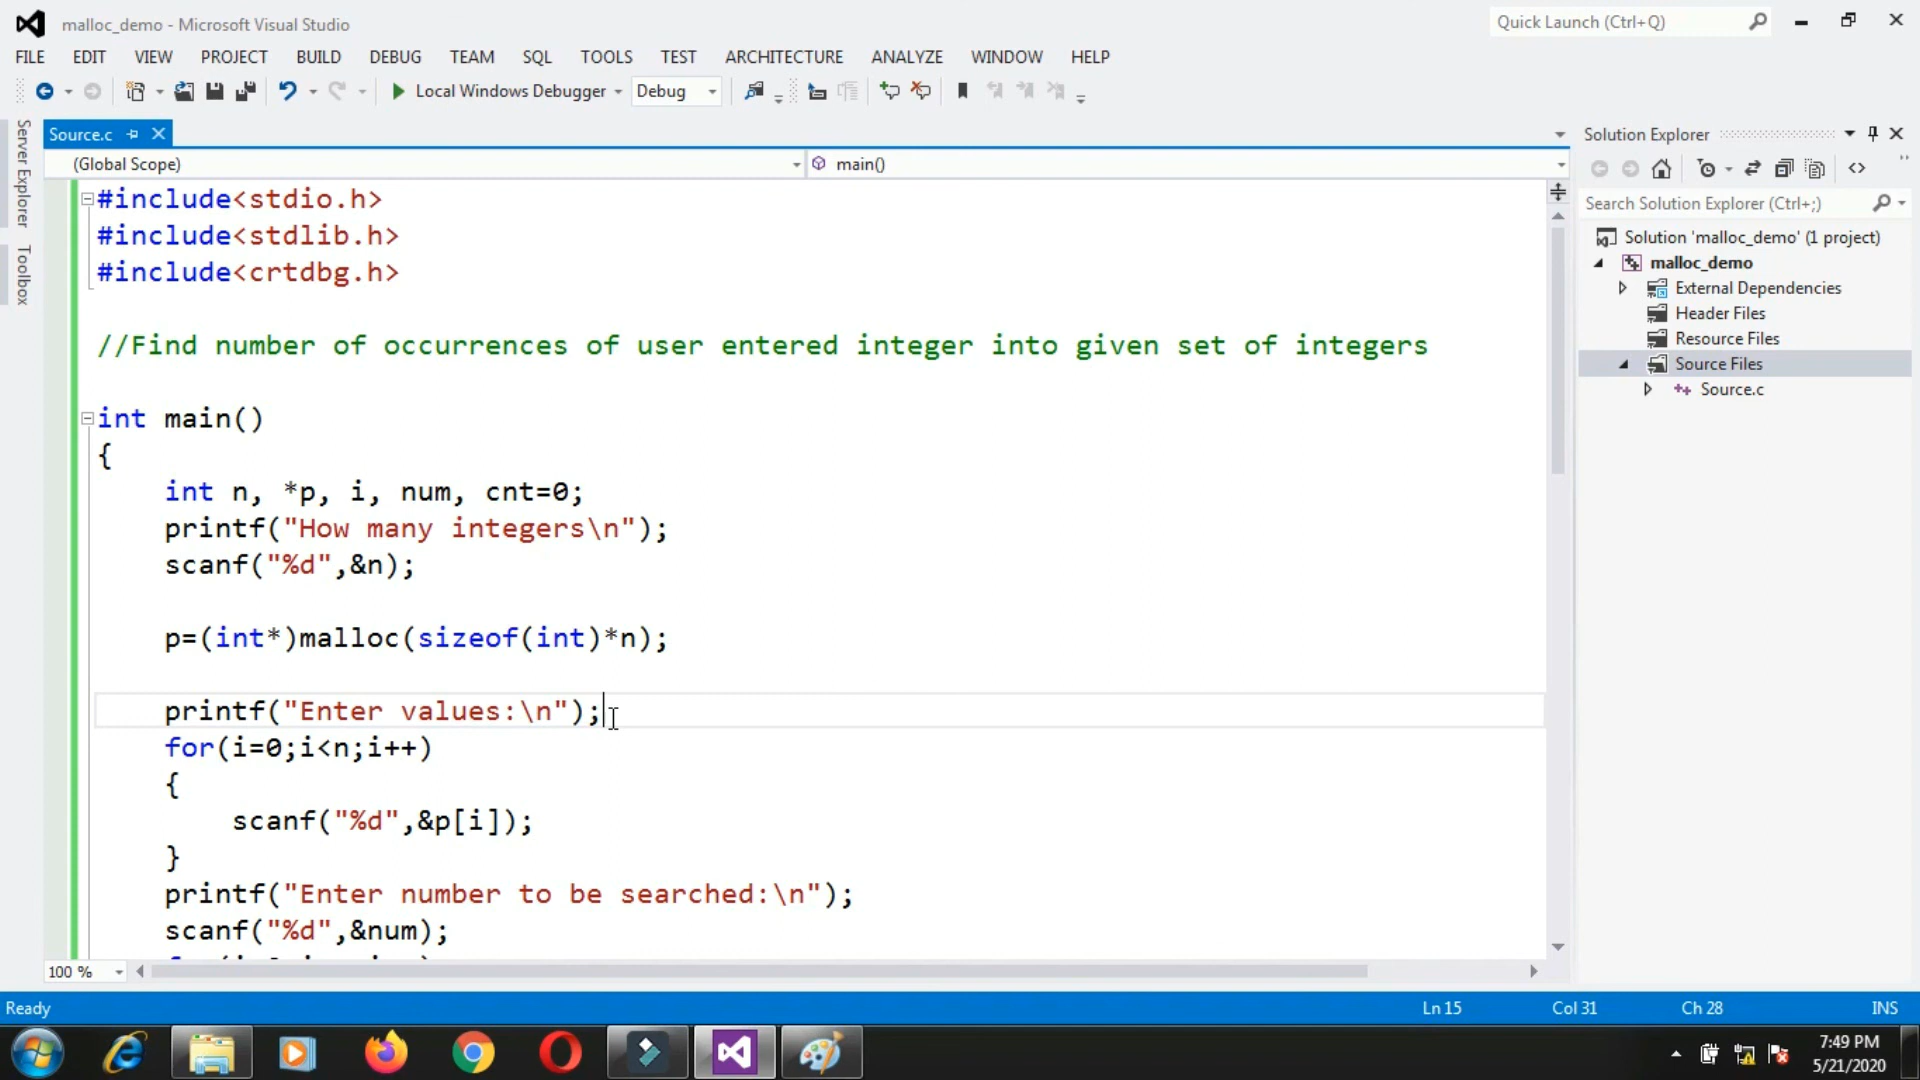 malloc_demo - Microsoft Visual Studio
Quick Launch (Ctrl+Q)
FILE EDIT VIEW PROJECT BUILD DEBUG TEAM SQL TOOLS TEST ARCHITECTURE ANALYZE WINDOW HELP
Local Windows Debugger Debug
Server Explorer
Toolbox
Source.c
(Global Scope) main()
#include<stdio.h>
#include<stdlib.h>
#include<crtdbg.h>
//Find number of occurrences of user entered integer into given set of integers
int main()
{
int n, *p, i, num, cnt=0;
printf("How many integers\n");
scanf("%d",&n);
p=(int*)malloc(sizeof(int)*n);
printf("Enter values:\n");
for(i=0;i<n;i++)
{
scanf("%d",&p[i]);
}
printf("Enter number to be searched:\n");
scanf("%d",&num);
100 %
Solution Explorer
Search Solution Explorer (Ctrl+;)
Solution 'malloc_demo' (1 project)
malloc_demo
External Dependencies
Header Files
Resource Files
Source Files
Source.c
Ready Ln 15 Col 31 Ch 28 INS
7:49 PM
5/21/2020